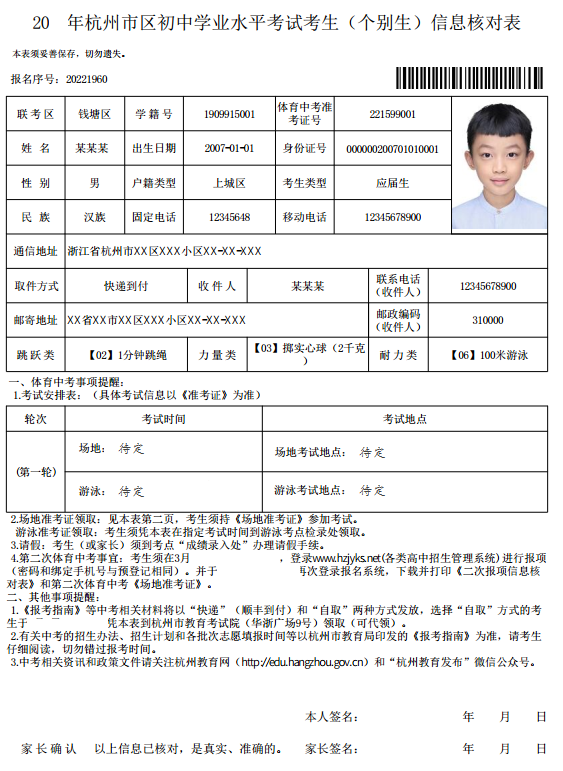 20 年杭州市区初中学业水平考试考生（个别生）信息核对表
本表须妥善保存，切勿遗失。
报名序号：20221960
联考区 钱塘区 学籍号 1909915001 体育中考准考证号 221599001
姓名 某某某 出生日期 2007-01-01 身份证号 000000200701010001
性别 男 户籍类型 上城区 考生类型 应届生
民族 汉族 固定电话 12345648 移动电话 12345678900
通信地址 浙江省杭州市XX区XXX小区XX-XX-XXX
取件方式 快递到付 收件人 某某某 联系电话（收件人） 12345678900
邮寄地址 XX省XX市XX区XXX小区XX-XX-XXX 邮政编码（收件人） 310000
跳跃类 【02】1分钟跳绳 力量类 【03】掷实心球（2千克） 耐力类 【06】100米游泳
一、体育中考事项提醒：
1.考试安排表：（具体考试信息以《准考证》为准）
轮次 考试时间 考试地点
(第一轮) 场地： 待定 场地考试地点： 待定
游泳： 待定 游泳考试地点： 待定
2.场地准考证领取：见本表第二页，考生须持《场地准考证》参加考试。
游泳准考证领取：考生须凭本表在指定考试时间到游泳考点检录处领取。
3.请假：考生（或家长）须到考点“成绩录入处”办理请假手续。
4.第二次体育中考事宜：考生须在3月 ，登录www.hzjyks.net(各类高中招生管理系统)进行报项
（密码和绑定手机号与预登记相同）。并于 再次登录报名系统，下载并打印《二次报项信息核
对表》和第二次体育中考《场地准考证》。
二、其他事项提醒：
1.《报考指南》等中考相关材料将以“快递”（顺丰到付）和“自取”两种方式发放，选择“自取”方式的考
生于 凭本表到杭州市教育考试院（华浙广场9号）领取（可代领）。
2.有关中考的招生办法、招生计划和各批次志愿填报时间等以杭州市教育局印发的《报考指南》为准，请考生
仔细阅读，切勿错过报考时间。
3.中考相关资讯和政策文件请关注杭州教育网（http://edu.hangzhou.gov.cn）和“杭州教育发布”微信公众号。
本人签名： 年 月 日
家长确认 以上信息已核对，是真实、准确的。 家长签名： 年 月 日